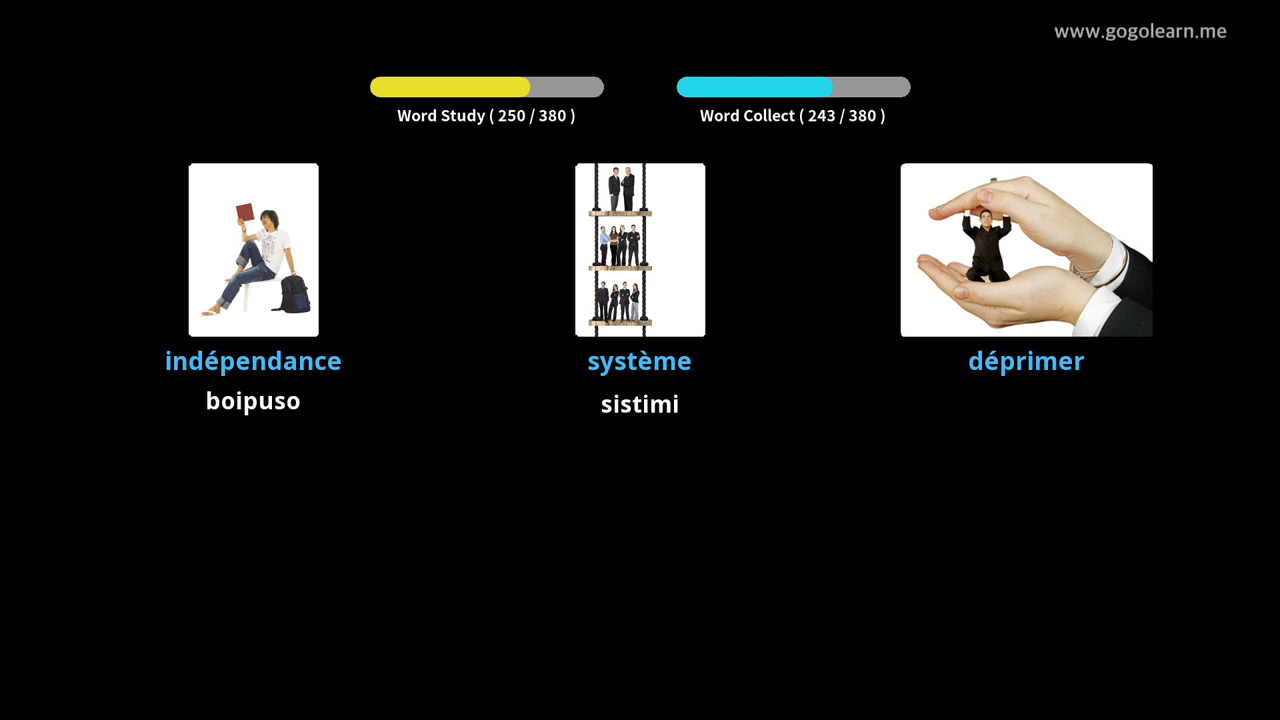 www.gogolearn.me
Word Study ( 250 / 380 )
Word Collect ( 243 / 380 )
indépendance
boipuso
système
sistimi
déprimer